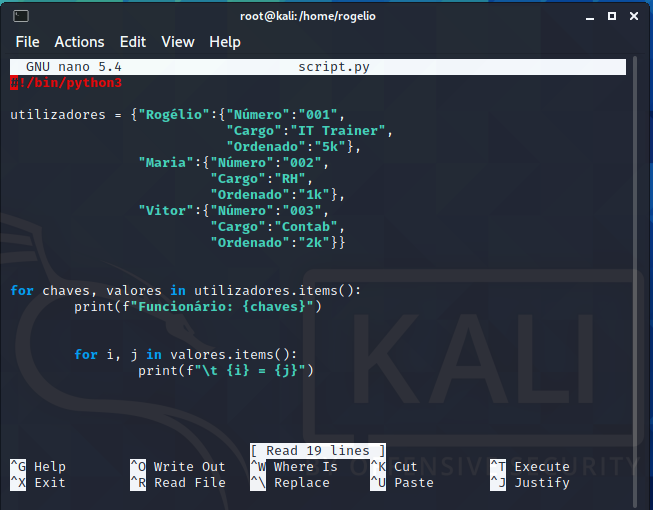 root@kali: /home/rogelio
File Actions Edit View Help
GNU nano 5.4 script.py
#!/bin/python3
utilizadores = {"Rogélio":{"Número":"001",
"Cargo":"IT Trainer",
"Ordenado":"5k"},
"Maria":{"Número":"002",
"Cargo":"RH",
"Ordenado":"1k"},
"Vitor":{"Número":"003",
"Cargo":"Contab",
"Ordenado":"2k"}}
for chaves, valores in utilizadores.items():
print(f"Funcionário: {chaves}")
for i, j in valores.items():
print(f"\t {i} = {j}")
KALI
[ Read 19 lines ]
^G Help ^O Write Out ^W Where Is ^K Cut ^T Execute
OFFENSIVE SECURITY
^X Exit ^R Read File ^\ Replace ^U Paste ^J Justify